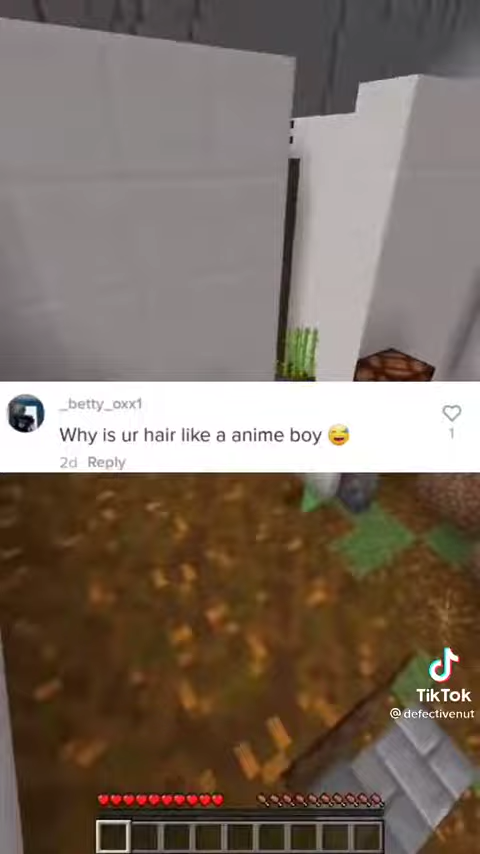 _betty_oxx1
Why is ur hair like a anime boy 😅
2d Reply
1
TikTok
@defectivenut